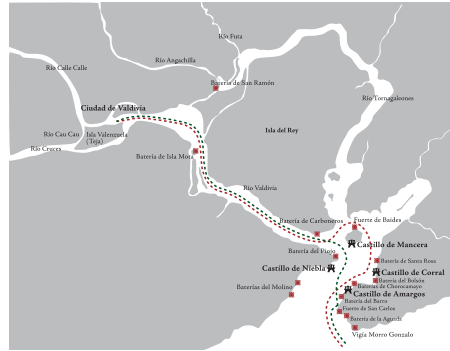 Río Futa
Río Angachilla
Río Calle Calle
Batería de San Ramón
Río Tornagaleones
Ciudad de Valdivia
Río Cau Cau
Isla Valenzuela
(Teja)
Isla del Rey
Río Cruces
Batería de Isla Mota
Río Valdivia
Batería de Carboneros
Fuerte de Baides
Castillo de Mancera
Batería del Piojo
Batería de Santa Rosa
Castillo de Niebla
Castillo de Corral
Batería del Bolsón
Baterías de Chorocamayo
Baterías del Molino
Castillo de Amargos
Batería del Barro
Fuerte de San Carlos
Batería de la Aguada
Vigía Morro Gonzalo